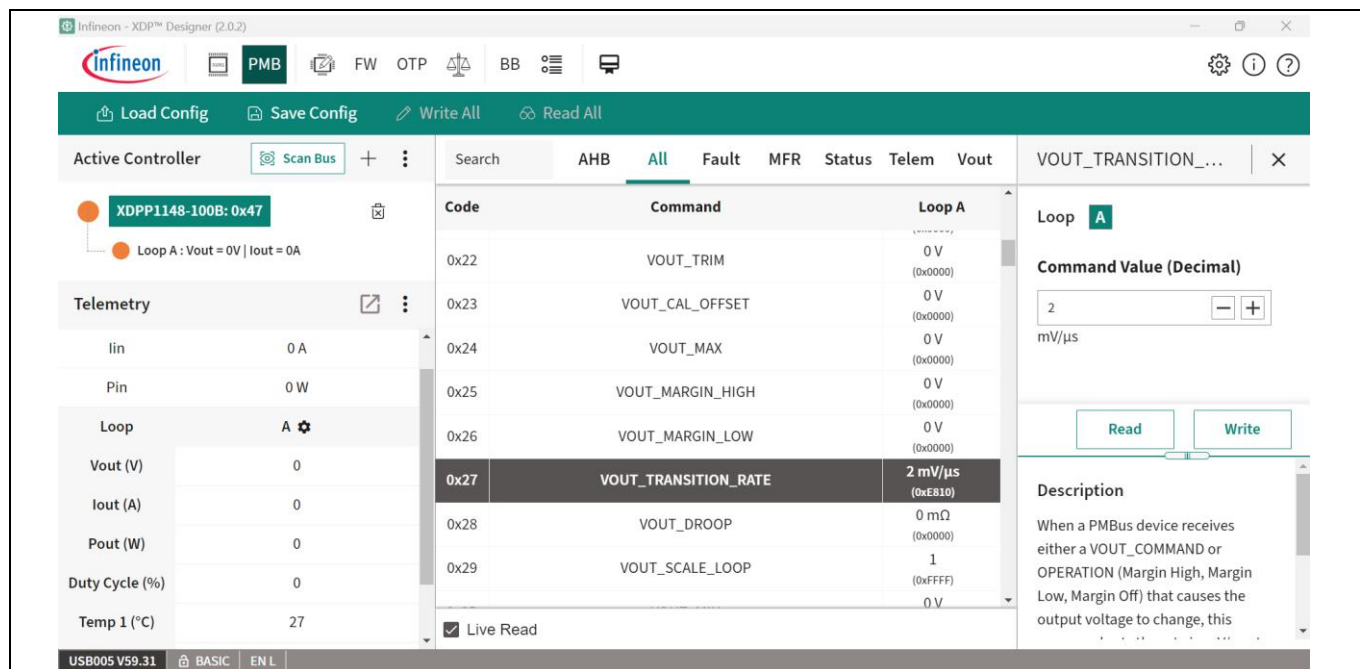 Infineon - XDP™ Designer (2.0.2)
infineon
PMB FW OTP BB
Load Config Save Config Write All Read All
Active Controller Scan Bus
XDPP1148-100B: 0x47
Loop A : Vout = 0V | Iout = 0A
Telemetry
Iin 0 A
Pin 0 W
Loop A
Vout (V) 0
Iout (A) 0
Pout (W) 0
Duty Cycle (%) 0
Temp 1 (°C) 27
Search AHB All Fault MFR Status Telem Vout
Code Command Loop A
0x22 VOUT_TRIM 0 V
(0x0000)
0x23 VOUT_CAL_OFFSET 0 V
(0x0000)
0x24 VOUT_MAX 0 V
(0x0000)
0x25 VOUT_MARGIN_HIGH 0 V
(0x0000)
0x26 VOUT_MARGIN_LOW 0 V
(0x0000)
0x27 VOUT_TRANSITION_RATE 2 mV/µs
(0xE810)
0x28 VOUT_DROOP 0 mΩ
(0x0000)
0x29 VOUT_SCALE_LOOP 1
(0xFFFF)
0 V
Live Read
VOUT_TRANSITION_...
Loop A
Command Value (Decimal)
2
mV/µs
Read Write
Description
When a PMBus device receives
either a VOUT_COMMAND or
OPERATION (Margin High, Margin
Low, Margin Off) that causes the
output voltage to change, this
USB005 V59.31 BASIC EN L